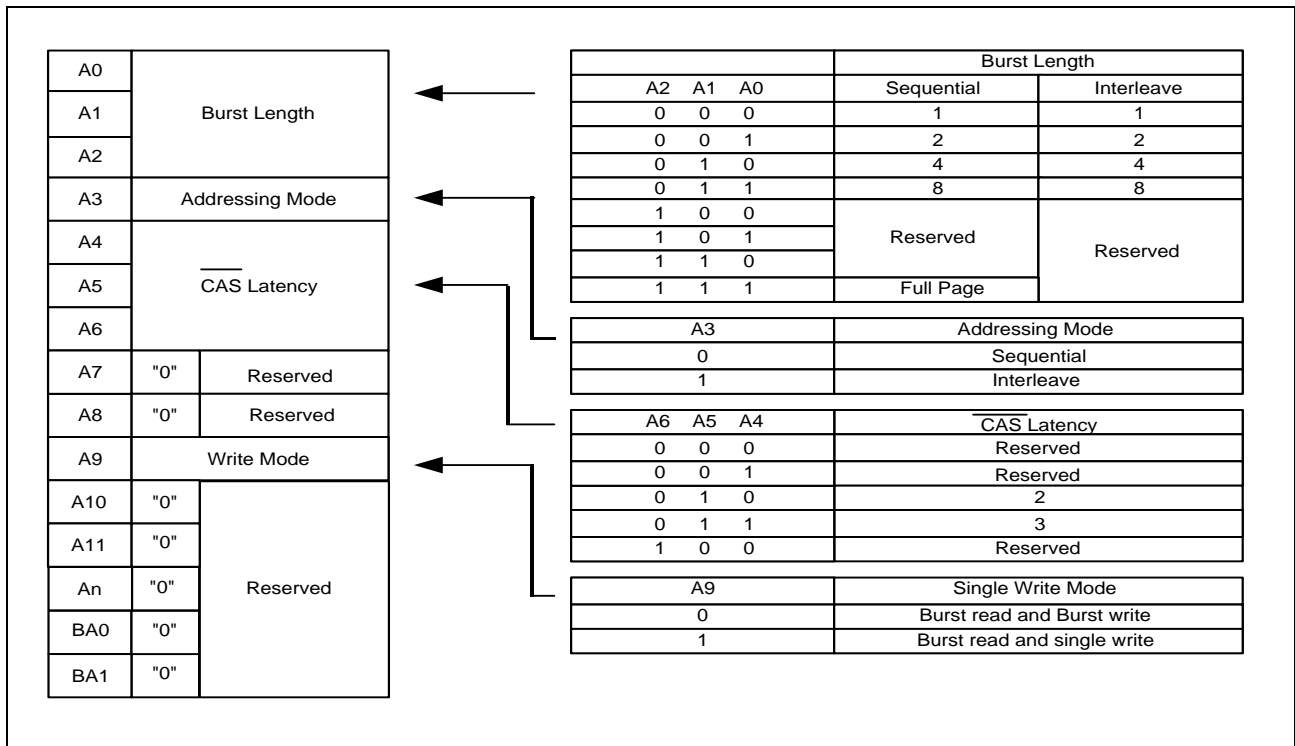 A0
A1
A2
Burst Length
A3 Addressing Mode
A4
A5
A6
CAS Latency
A7 "0" Reserved
A8 "0" Reserved
A9 Write Mode
A10 "0"
A11 "0"
An "0"
BA0 "0"
BA1 "0"
Reserved
Burst Length
A2 A1 A0 Sequential Interleave
0 0 0 1 1
0 0 1 2 2
0 1 0 4 4
0 1 1 8 8
1 0 0
1 0 1
1 1 0
Reserved
Reserved
1 1 1 Full Page
A3 Addressing Mode
0 Sequential
1 Interleave
A6 A5 A4 CAS Latency
0 0 0 Reserved
0 0 1 Reserved
0 1 0 2
0 1 1 3
1 0 0 Reserved
A9 Single Write Mode
0 Burst read and Burst write
1 Burst read and single write